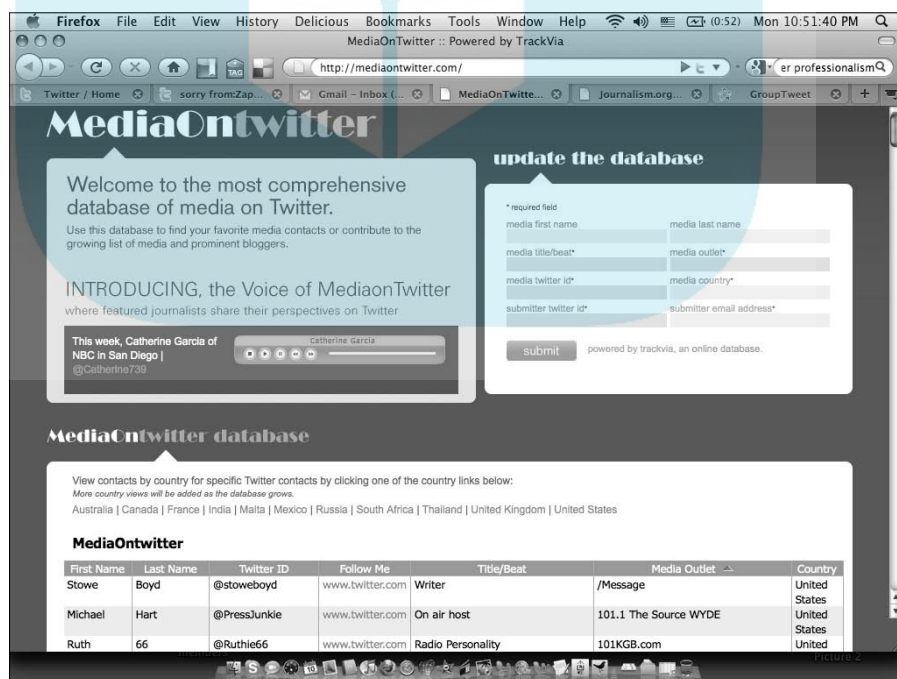 Firefox File Edit View History Delicious Bookmarks Tools Window Help (0:52) Mon 10:51:40 PM
MediaOnTwitter :: Powered by TrackVia
http://mediaontwitter.com/
er professionalism
Twitter / Home
sorry from:Zap...
Gmail – Inbox (...
MediaOnTwitte...
Journalism.org...
GroupTweet
MediaOntwitter
Welcome to the most comprehensive
database of media on Twitter.
Use this database to find your favorite media contacts or contribute to the
growing list of media and prominent bloggers.
INTRODUCING, the Voice of MediaonTwitter
where featured journalists share their perspectives on Twitter
This week, Catherine Garcia of
NBC in San Diego |
@Catherine739
Catherine Garcia
update the database
* required field
media first name media last name
media title/beat* media outlet*
media twitter id* media country*
submitter twitter id* submitter email address*
submit powered by trackvia, an online database.
MediaOntwitter database
View contacts by country for specific Twitter contacts by clicking one of the country links below:
More country views will be added as the database grows.
Australia | Canada | France | India | Malta | Mexico | Russia | South Africa | Thailand | United Kingdom | United States
MediaOntwitter
First Name Last Name Twitter ID Follow Me Title/Beat Media Outlet Country
Stowe Boyd @stoweboyd www.twitter.com Writer /Message United
States
Michael Hart @PressJunkie www.twitter.com On air host 101.1 The Source WYDE United
States
Ruth 66 @Ruthie66 www.twitter.com Radio Personality 101KGB.com United
members
Picture 2